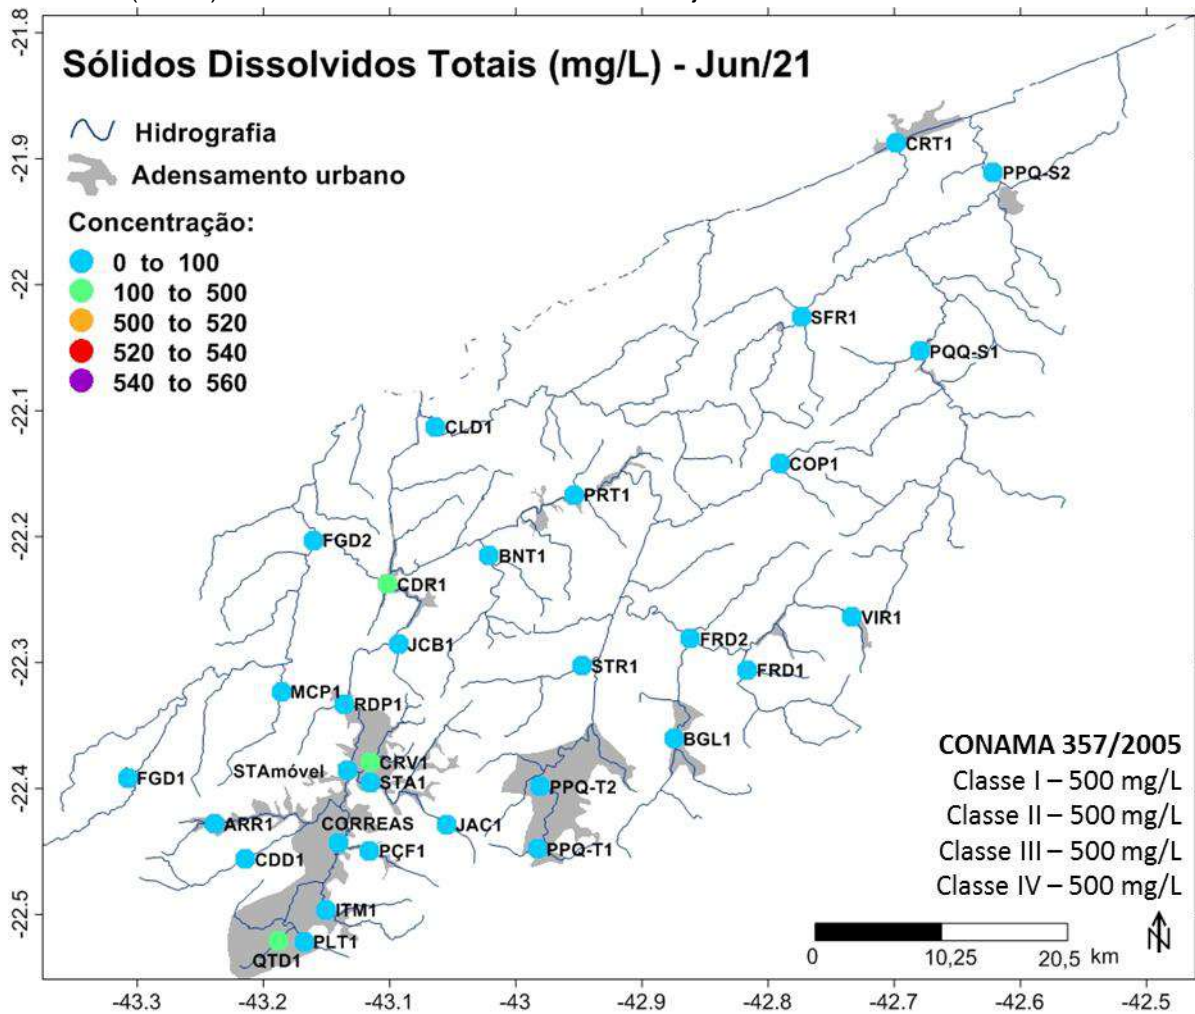 Sólidos Dissolvidos Totais (mg/L) - Jun/21
Hidrografia
Adensamento urbano
Concentração:
0 to 100
100 to 500
500 to 520
520 to 540
540 to 560
CRT1
PPQ-S2
SFR1
PQQ-S1
CLD1
COP1
PRT1
FGD2
BNT1
CDR1
VIR1
JCB1
FRD2
STR1
FRD1
MCP1
RDP1
BGL1
CRV1
STAmóvel
FGD1
STA1
PPQ-T2
ARR1
CORREAS
JAC1
PÇF1
PPQ-T1
CDD1
ITM1
PLT1
QTD1
CONAMA 357/2005
Classe I – 500 mg/L
Classe II – 500 mg/L
Classe III – 500 mg/L
Classe IV – 500 mg/L
0 10,25 20,5 km
N
-21.8
-21.9
-22
-22.1
-22.2
-22.3
-22.4
-22.5
-43.3 -43.2 -43.1 -43 -42.9 -42.8 -42.7 -42.6 -42.5